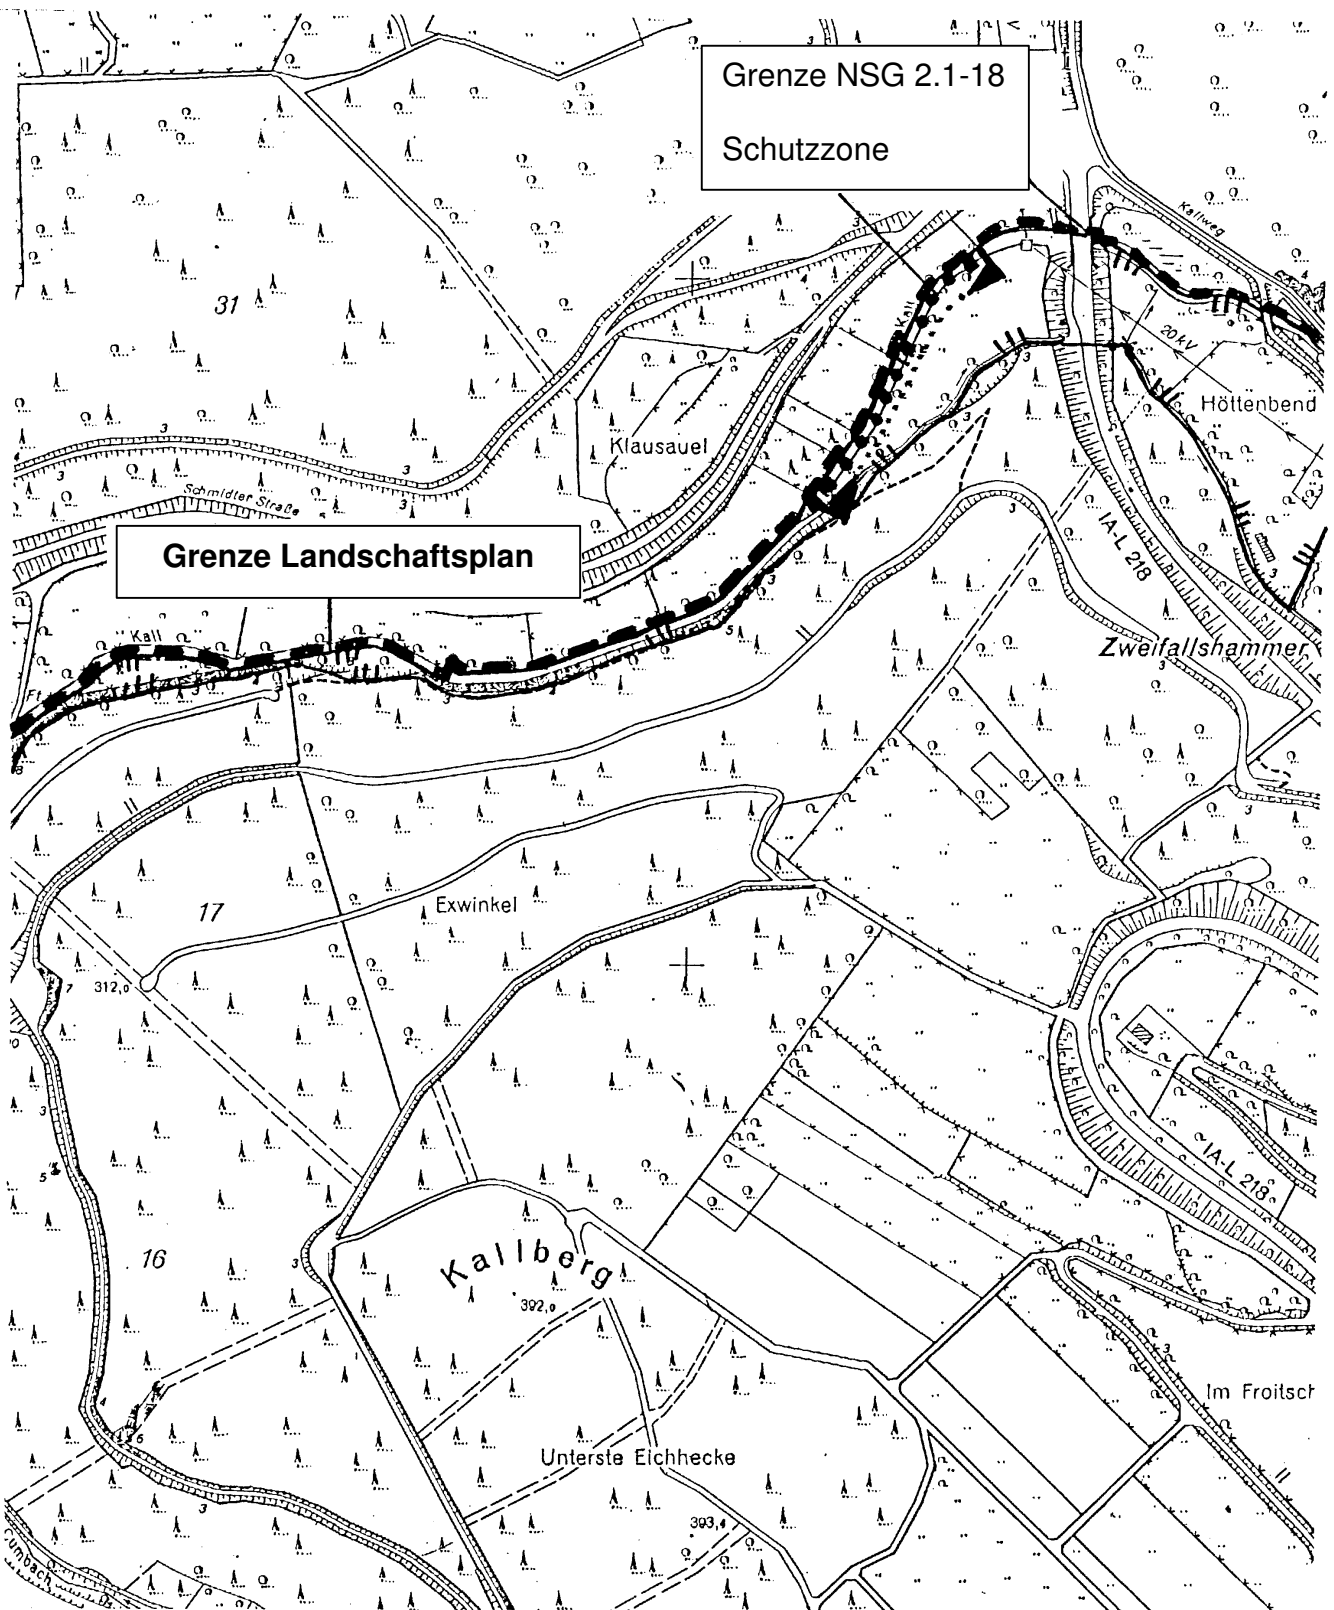 Grenze NSG 2.1-18
Schutzzone
Kallweg
31
Kall
20 kV
Höttenbend
Klausauel
Schmidter Straße
IA-L 218
Grenze Landschaftsplan
Kall
Zweifallshammer
17
Exwinkel
312,0
IA-L 218
16
Kallberg
392,0
Im Froitsch
Unterste Eichhecke
393,4